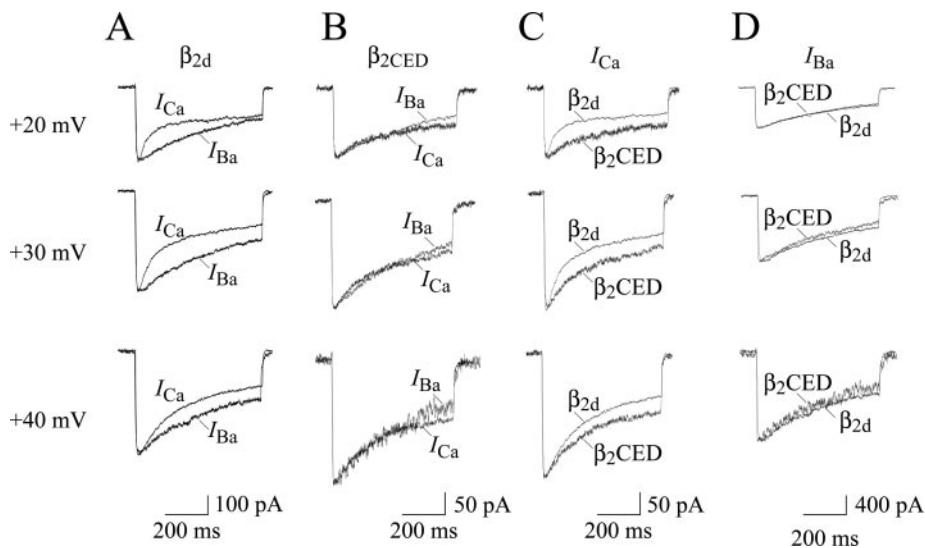 A B C D
β2d β2CED ICa IBa
+20 mV
ICa IBa
IBa ICa
β2d β2CED
β2CED β2d
+30 mV
ICa IBa
IBa ICa
β2d β2CED
β2CED β2d
+40 mV
ICa IBa
IBa ICa
β2d β2CED
β2CED β2d
100 pA 50 pA 50 pA 400 pA
200 ms 200 ms 200 ms 200 ms